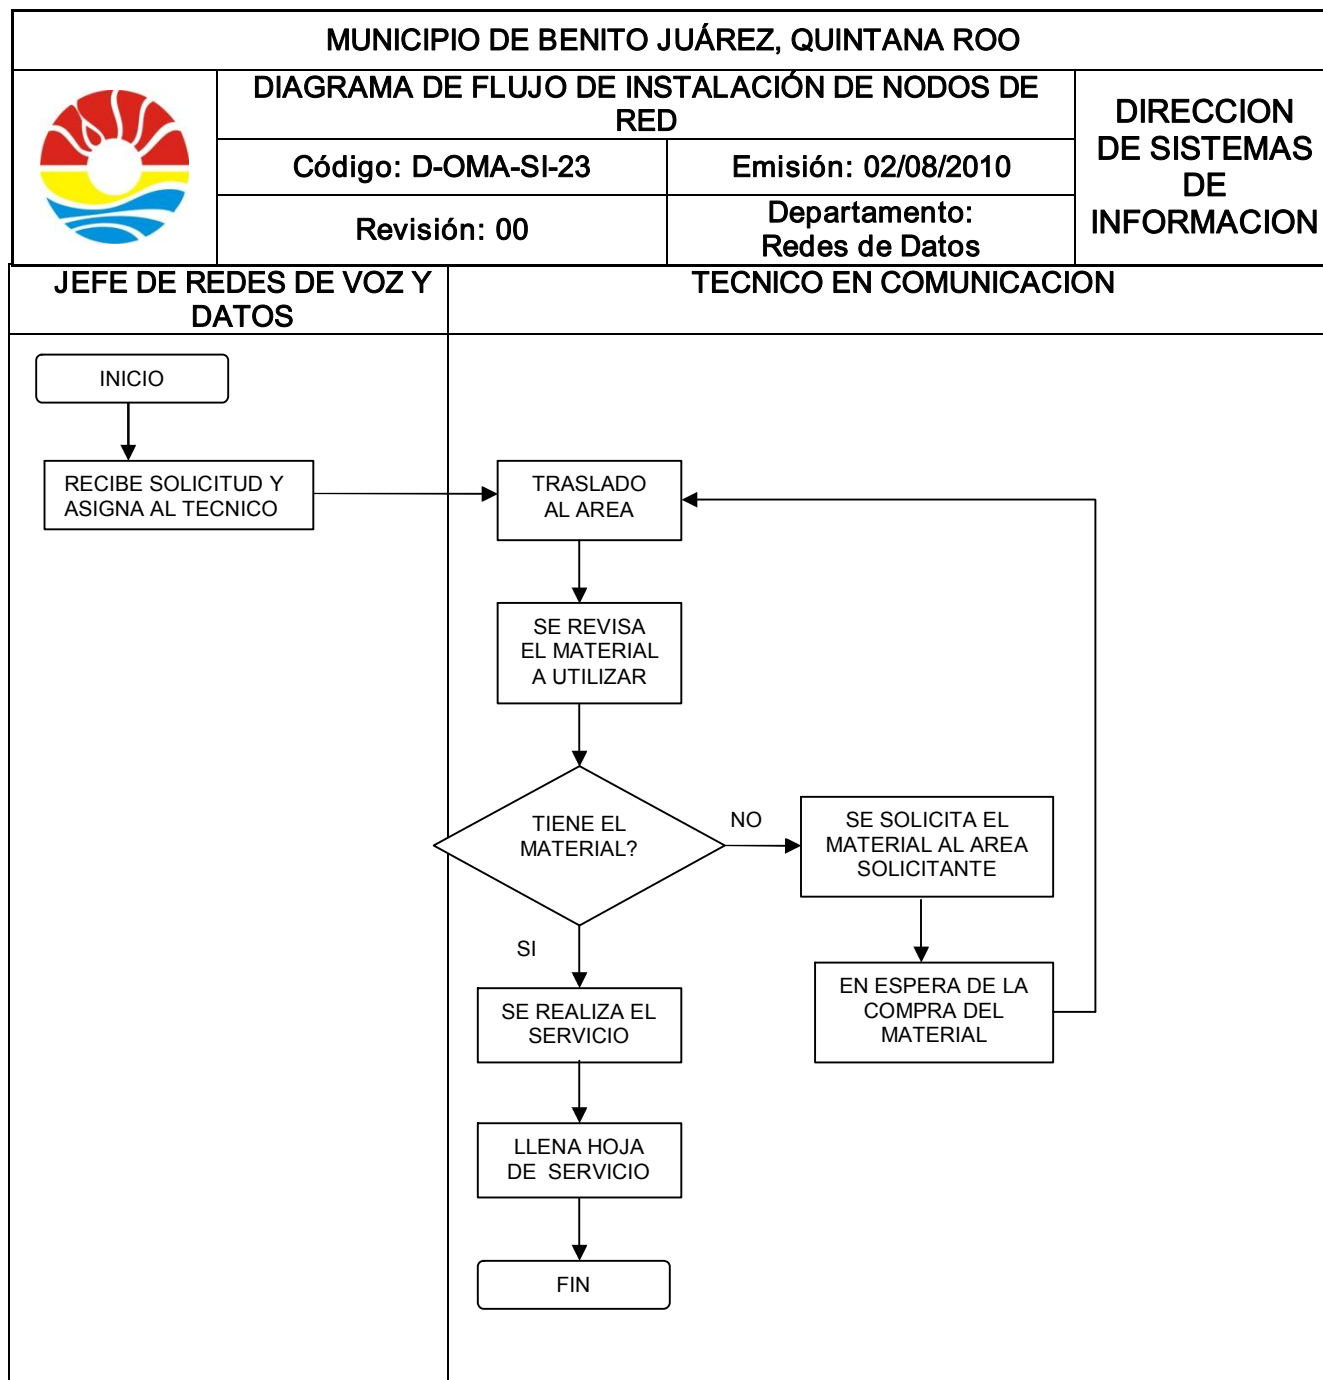 MUNICIPIO DE BENITO JUÁREZ, QUINTANA ROO
DIAGRAMA DE FLUJO DE INSTALACIÓN DE NODOS DE
RED
Código: D-OMA-SI-23
Emisión: 02/08/2010
Revisión: 00
Departamento:
Redes de Datos
DIRECCION
DE SISTEMAS
DE
INFORMACION
JEFE DE REDES DE VOZ Y
DATOS
TECNICO EN COMUNICACION
INICIO
RECIBE SOLICITUD Y
ASIGNA AL TECNICO
TRASLADO
AL AREA
SE REVISA
EL MATERIAL
A UTILIZAR
TIENE EL
MATERIAL?
NO
SE SOLICITA EL
MATERIAL AL AREA
SOLICITANTE
SI
EN ESPERA DE LA
COMPRA DEL
MATERIAL
SE REALIZA EL
SERVICIO
LLENA HOJA
DE SERVICIO
FIN